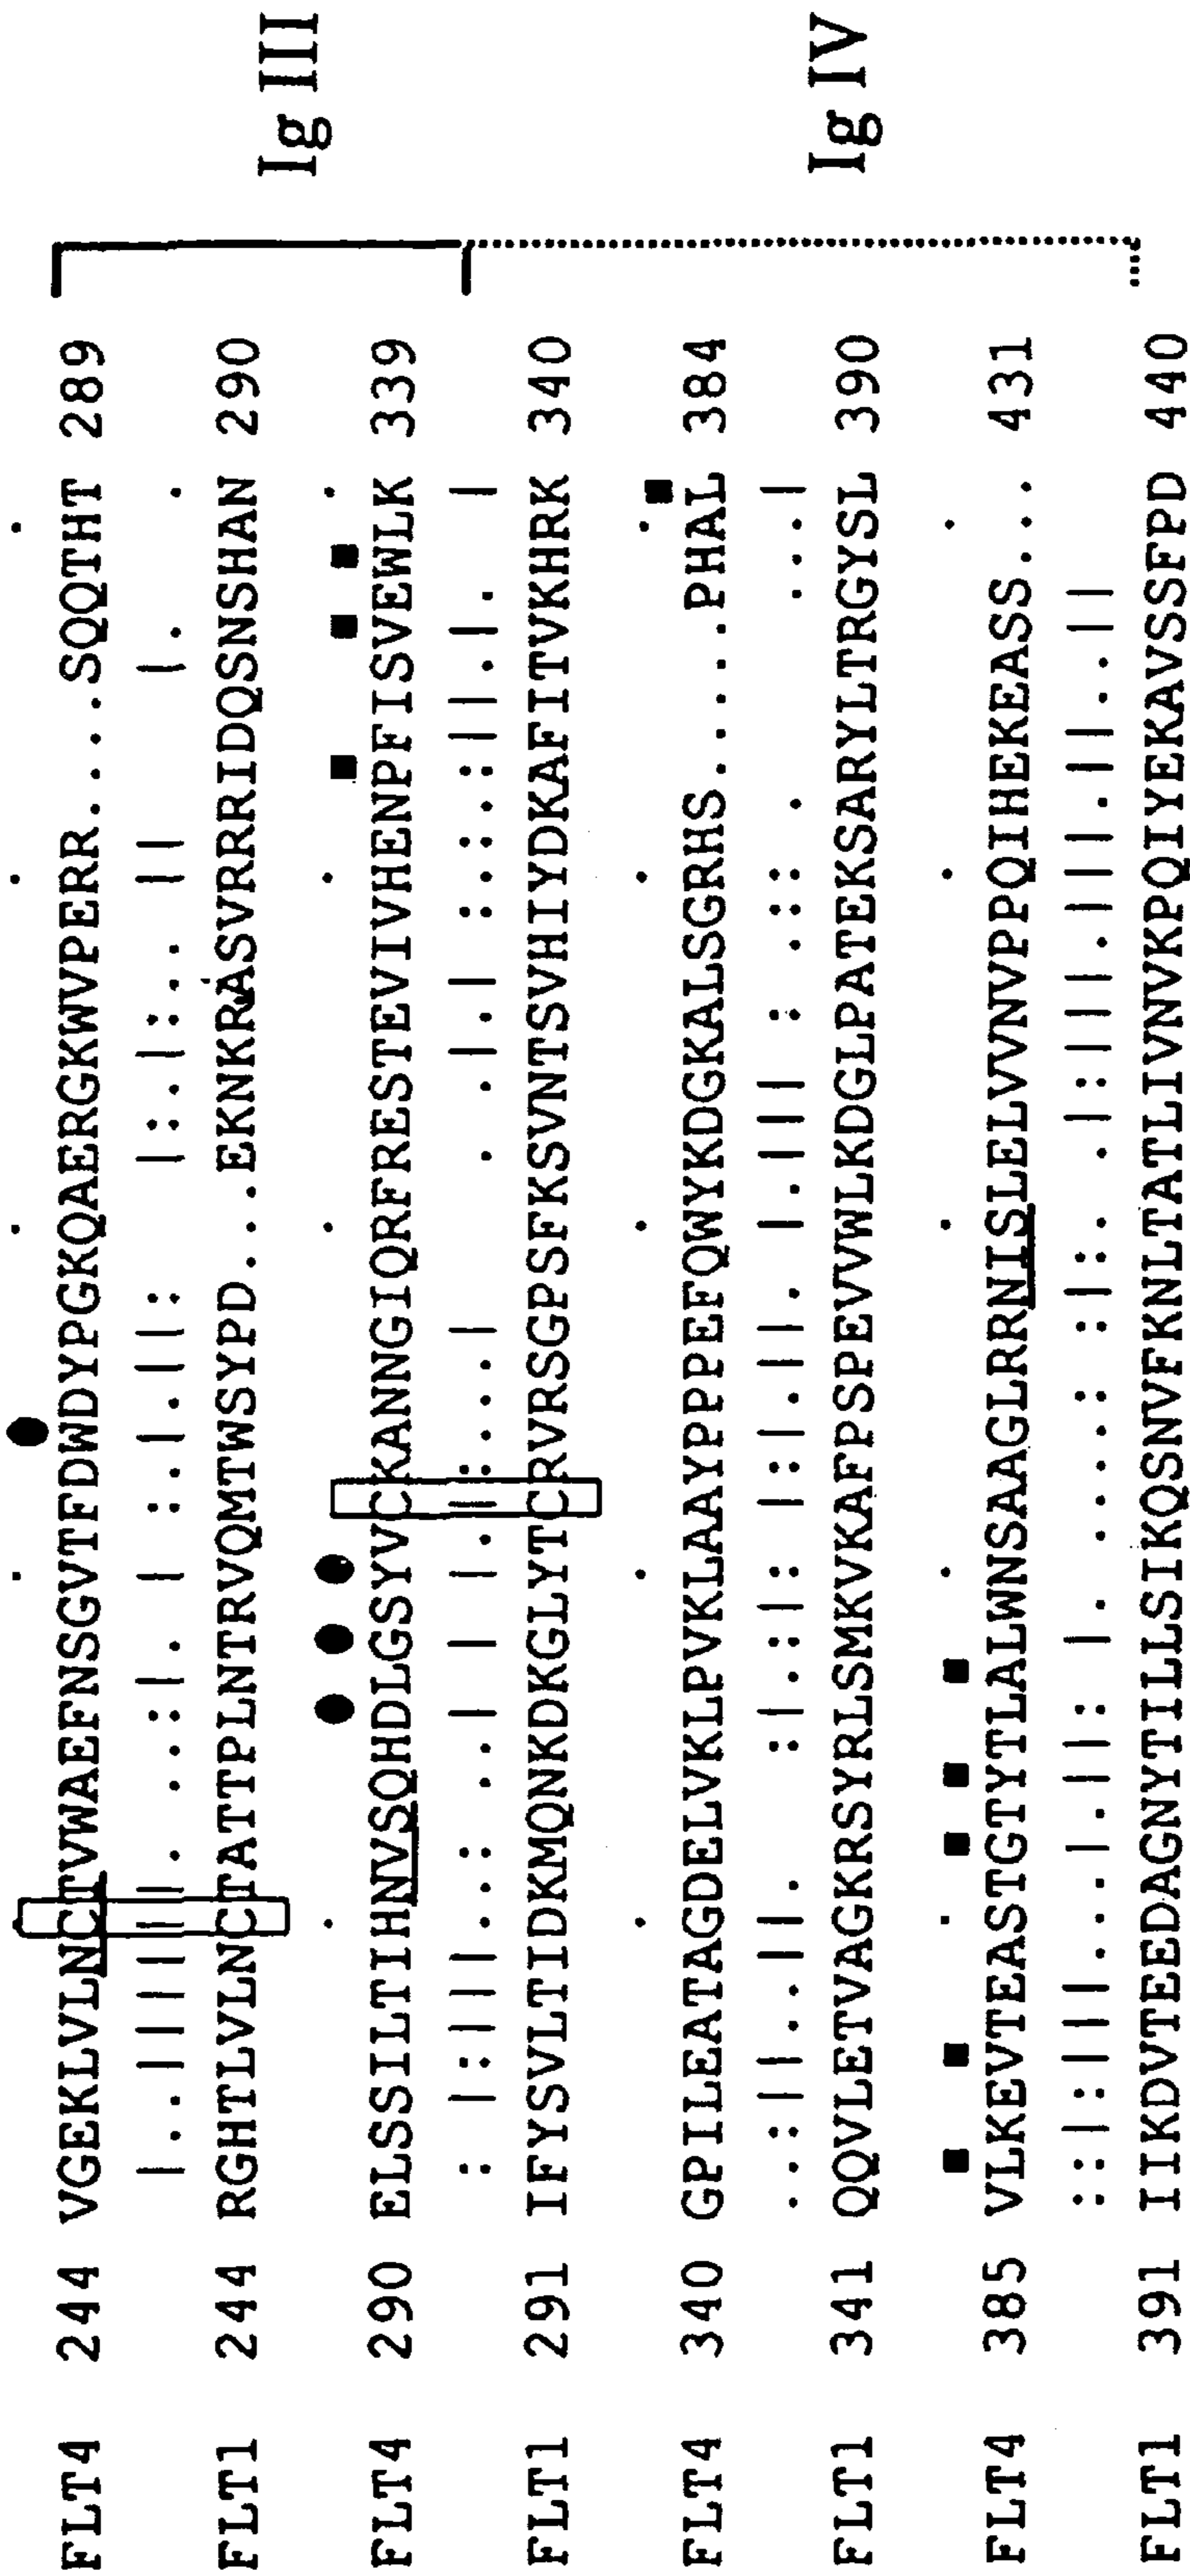 FLT4 244 VGEKLVLNCTVWAEFNSGVTFDWDYPGKQAERGKWVPERR....SQQTHT 289
FLT1 244 RGHTLVLNCTATTPLNTRVQMTWSYPD...EKNKRASVRRRIDQSNSHAN 290
FLT4 290 ELSSILTIHNVSQHDLGSYVCKANNGIQRFRESTEVIVHENPFISVEWLK 339
FLT1 291 IFYSVLTIDKMQNKDKGLYTCRVRSGPSFKSVNTSVHIYDKAFITVKHRK 340
Ig III
FLT4 340 GPILEATAGDELVKLPVKLAAYPPPEFQWYKDGKALSGRHS.....PHAL 384
FLT1 341 QQVLETVAGKRSYRLSMKVKAFPSPEVVWLKDGLPATEKSARYLTRGYSL 390
FLT4 385 VLKEVTEASTGTYTLALWNSAAGLRRNISLELVVNVPPQIHEKEASS... 431
FLT1 391 IIKDVTEEDAGNYTILLSIKQSNVFKNLTATLIVNVKPQIYEKAVSSFPD 440
Ig IV